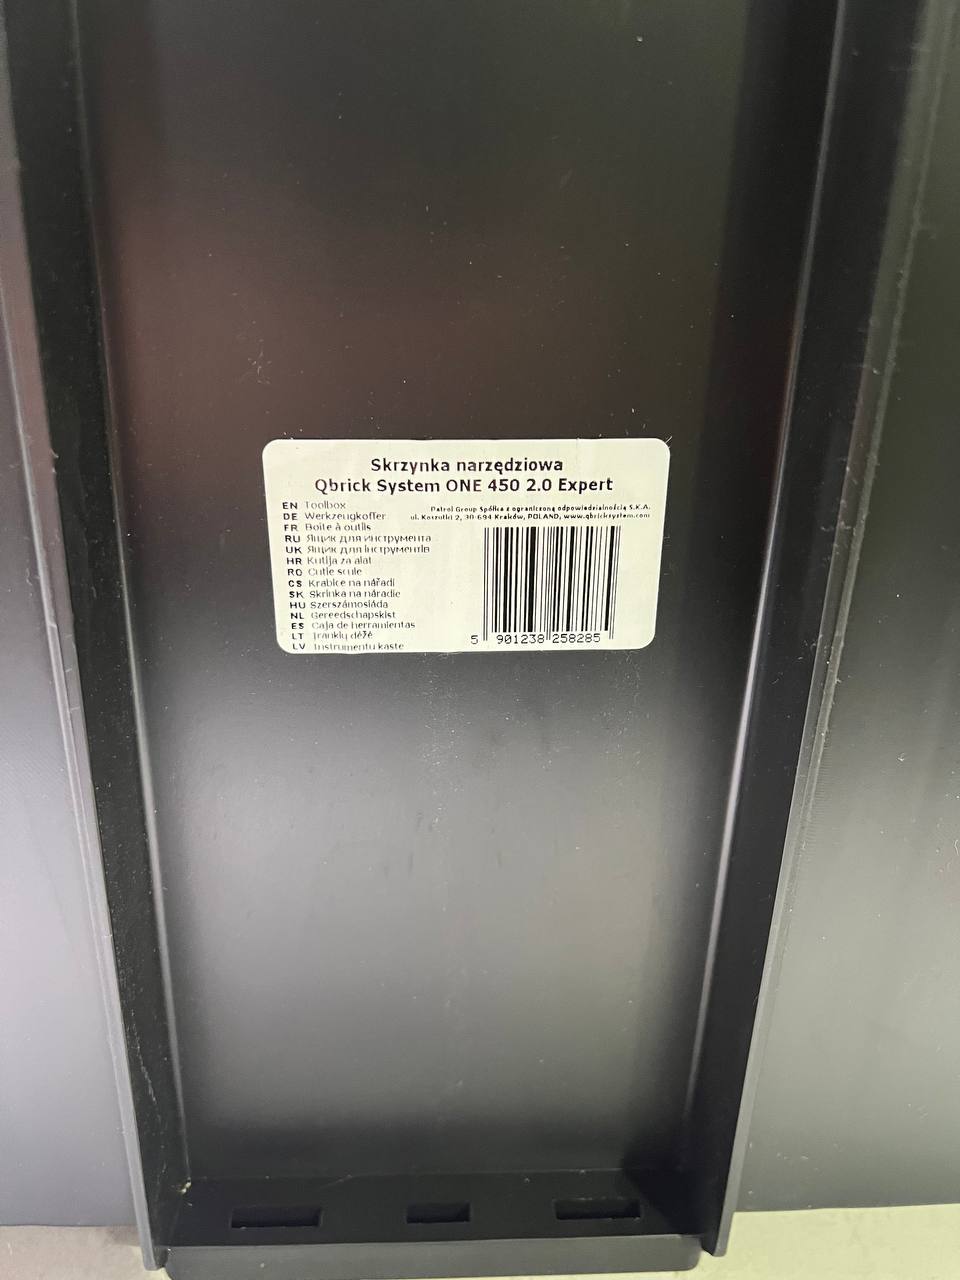 Skrzynka narzędziowa
Qbrick System ONE 450 2.0 Expert
Patrol Group Spółka z ograniczoną odpowiedzialnością S.K.A.
ul. Koszutki 2, 30-694 Kraków, POLAND, www.qbricksystem.com
EN Toolbox
DE Werkzeugkoffer
FR Boîte à outils
RU Ящик для инструмента
UK Ящик для інструментів
HR Kutija za alat
RO Cutie scule
CS Krabice na nářadí
SK Skrinka na náradie
HU Szerszámosláda
NL Gereedschapskist
ES Caja de herramientas
LT Įrankių dėžė
LV Instrumentu kaste
5 901238 258285